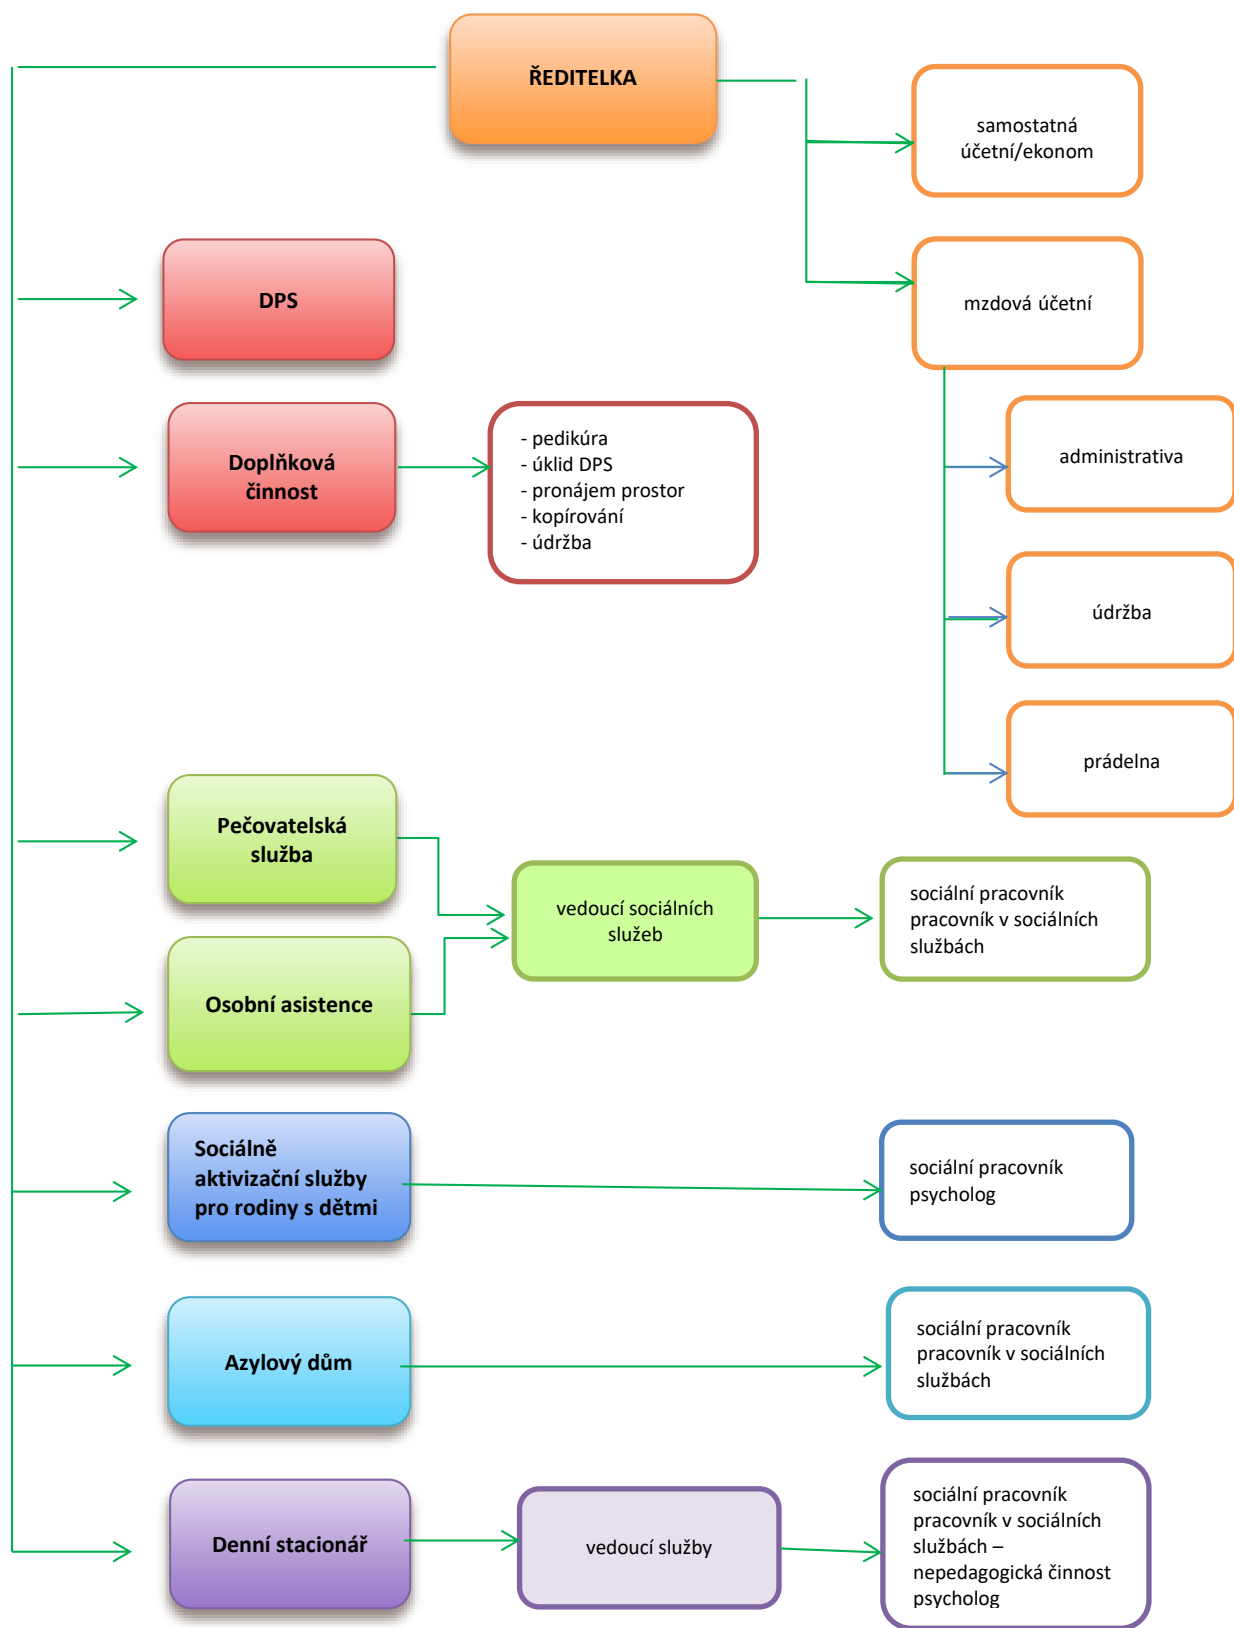 ŘEDITELKA
samostatná
účetní/ekonom
DPS
mzdová účetní
Doplňková
činnost
- pedikúra
- úklid DPS
- pronájem prostor
- kopírování
- údržba
administrativa
údržba
prádelna
Pečovatelská
služba
vedoucí sociálních
služeb
sociální pracovník
pracovník v sociálních
službách
Osobní asistence
Sociálně
aktivizační služby
pro rodiny s dětmi
sociální pracovník
psycholog
Azylový dům
sociální pracovník
pracovník v sociálních
službách
Denní stacionář
vedoucí služby
sociální pracovník
pracovník v sociálních
službách –
nepedagogická činnost
psycholog